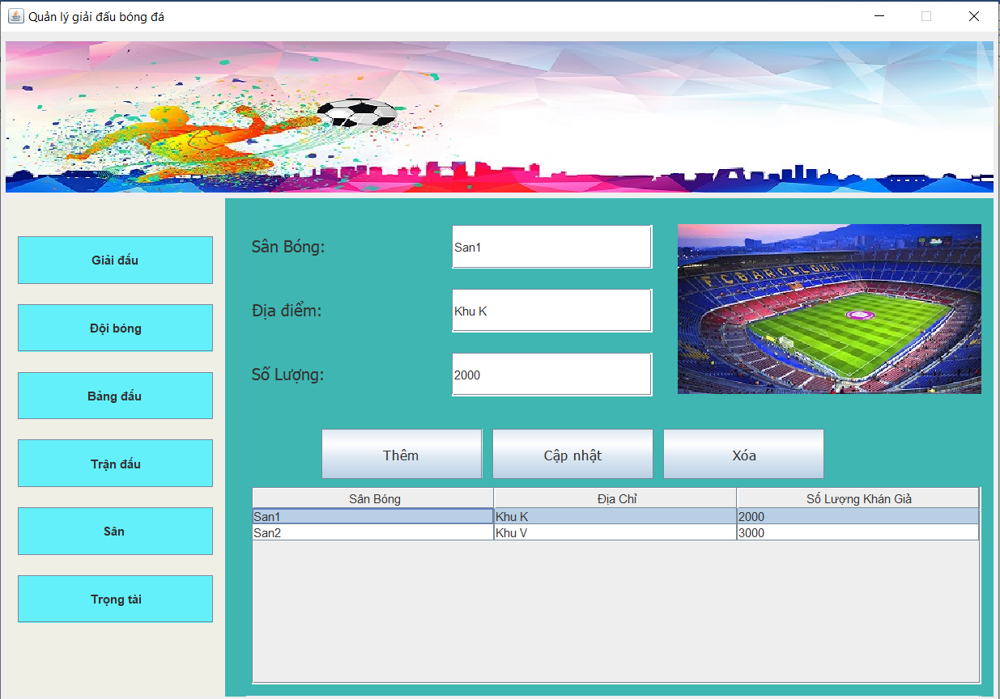 Quản lý giải đấu bóng đá
Giải đấu
Đội bóng
Bảng đấu
Trận đấu
Sân
Trọng tài
Sân Bóng:
San1
Địa điểm:
Khu K
Số Lượng:
2000
FC BARCELONA
Thêm
Cập nhật
Xóa
Sân Bóng
Địa Chỉ
Số Lượng Khán Giả
San1
Khu K
2000
San2
Khu V
3000